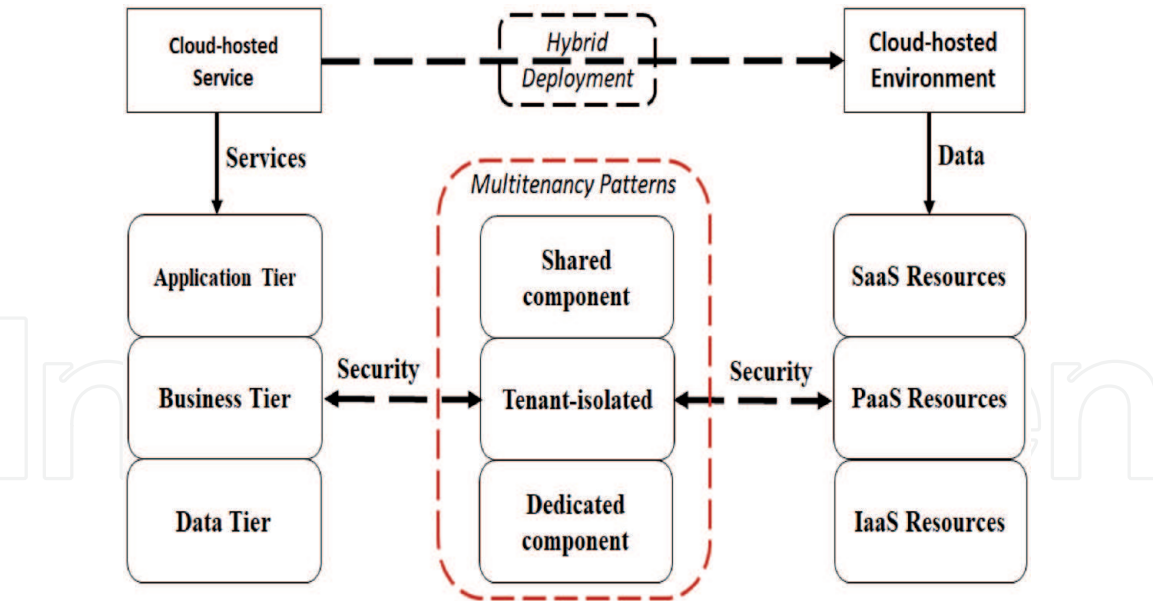 Cloud-hosted
Service
Hybrid
Deployment
Cloud-hosted
Environment
Services
Data
Multitenancy Patterns
Application Tier
Shared
component
SaaS Resources
Business Tier
Security
Tenant-isolated
Security
PaaS Resources
Data Tier
Dedicated
component
IaaS Resources